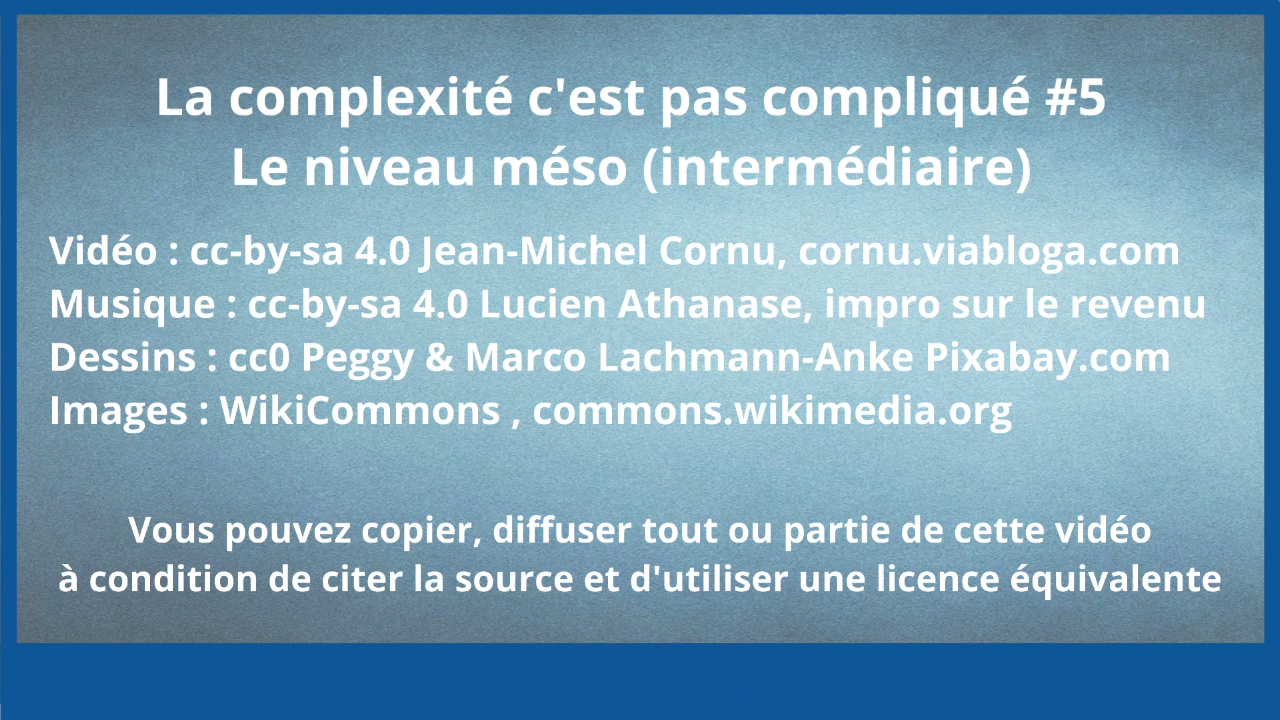 La complexité c'est pas compliqué #5
Le niveau méso (intermédiaire)
Vidéo : cc-by-sa 4.0 Jean-Michel Cornu, cornu.viabloga.com
Musique : cc-by-sa 4.0 Lucien Athanase, impro sur le revenu
Dessins : cc0 Peggy & Marco Lachmann-Anke Pixabay.com
Images : WikiCommons , commons.wikimedia.org
Vous pouvez copier, diffuser tout ou partie de cette vidéo
à condition de citer la source et d'utiliser une licence équivalente